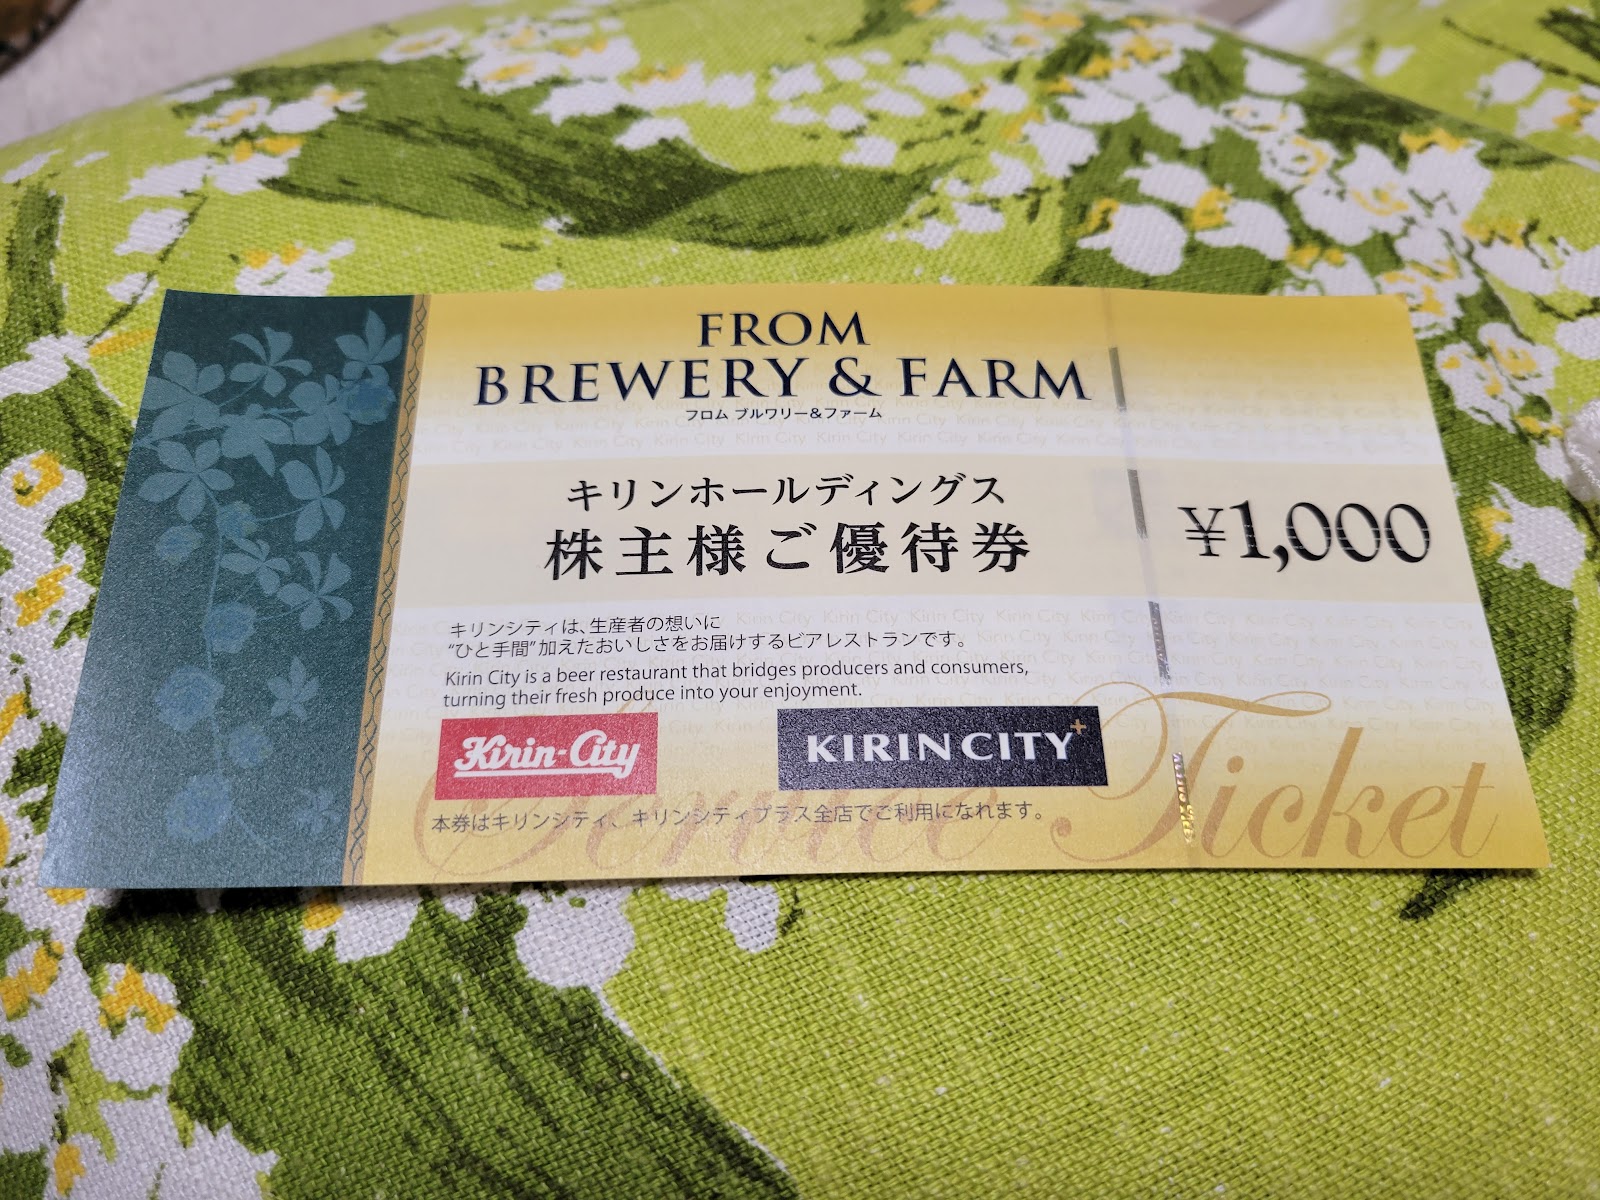 FROM
BREWERY & FARM
フロム ブルワリー&ファーム
キリンホールディングス
株主様ご優待券
¥1,000
キリンシティは、生産者の想いに
“ひと手間”加えたおいしさをお届けするビアレストランです。
Kirin City is a beer restaurant that bridges producers and consumers,
turning their fresh produce into your enjoyment.
Kirin-City
KIRINCITY+
本券はキリンシティ、キリンシティプラス全店でご利用になれます。
Service Ticket